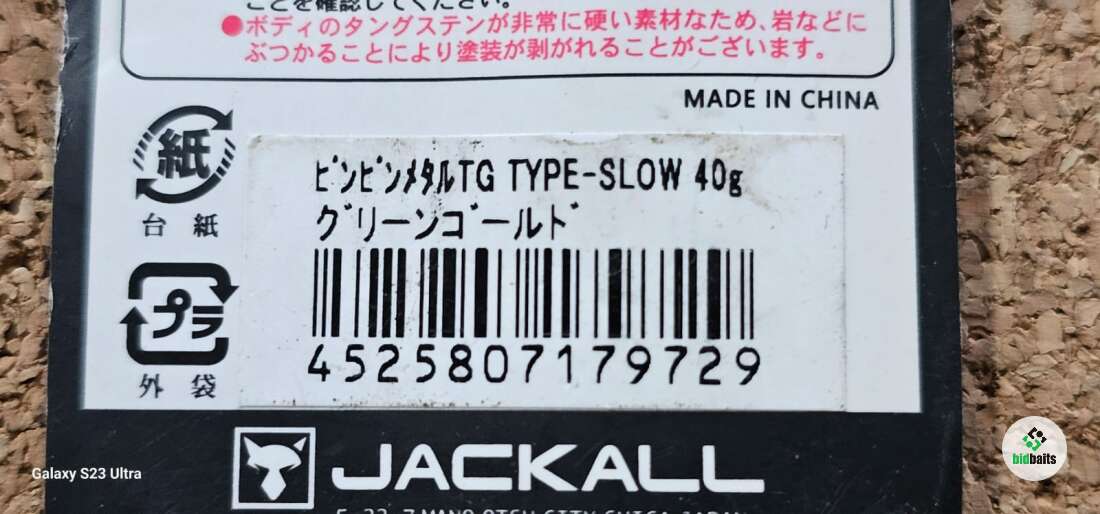 ことを確認してください。
●ボディのタングステンが非常に硬い素材なため、岩などに
ぶつかることにより塗装が剥がれることがございます。
MADE IN CHINA
紙
台紙
ﾋﾞﾝﾋﾞﾝﾒﾀﾙTG TYPE-SLOW 40g
ｸﾞﾘｰﾝｺﾞｰﾙﾄﾞ
プラ
外袋
4525807179729
JACKALL
bidbaits
Galaxy S23 Ultra